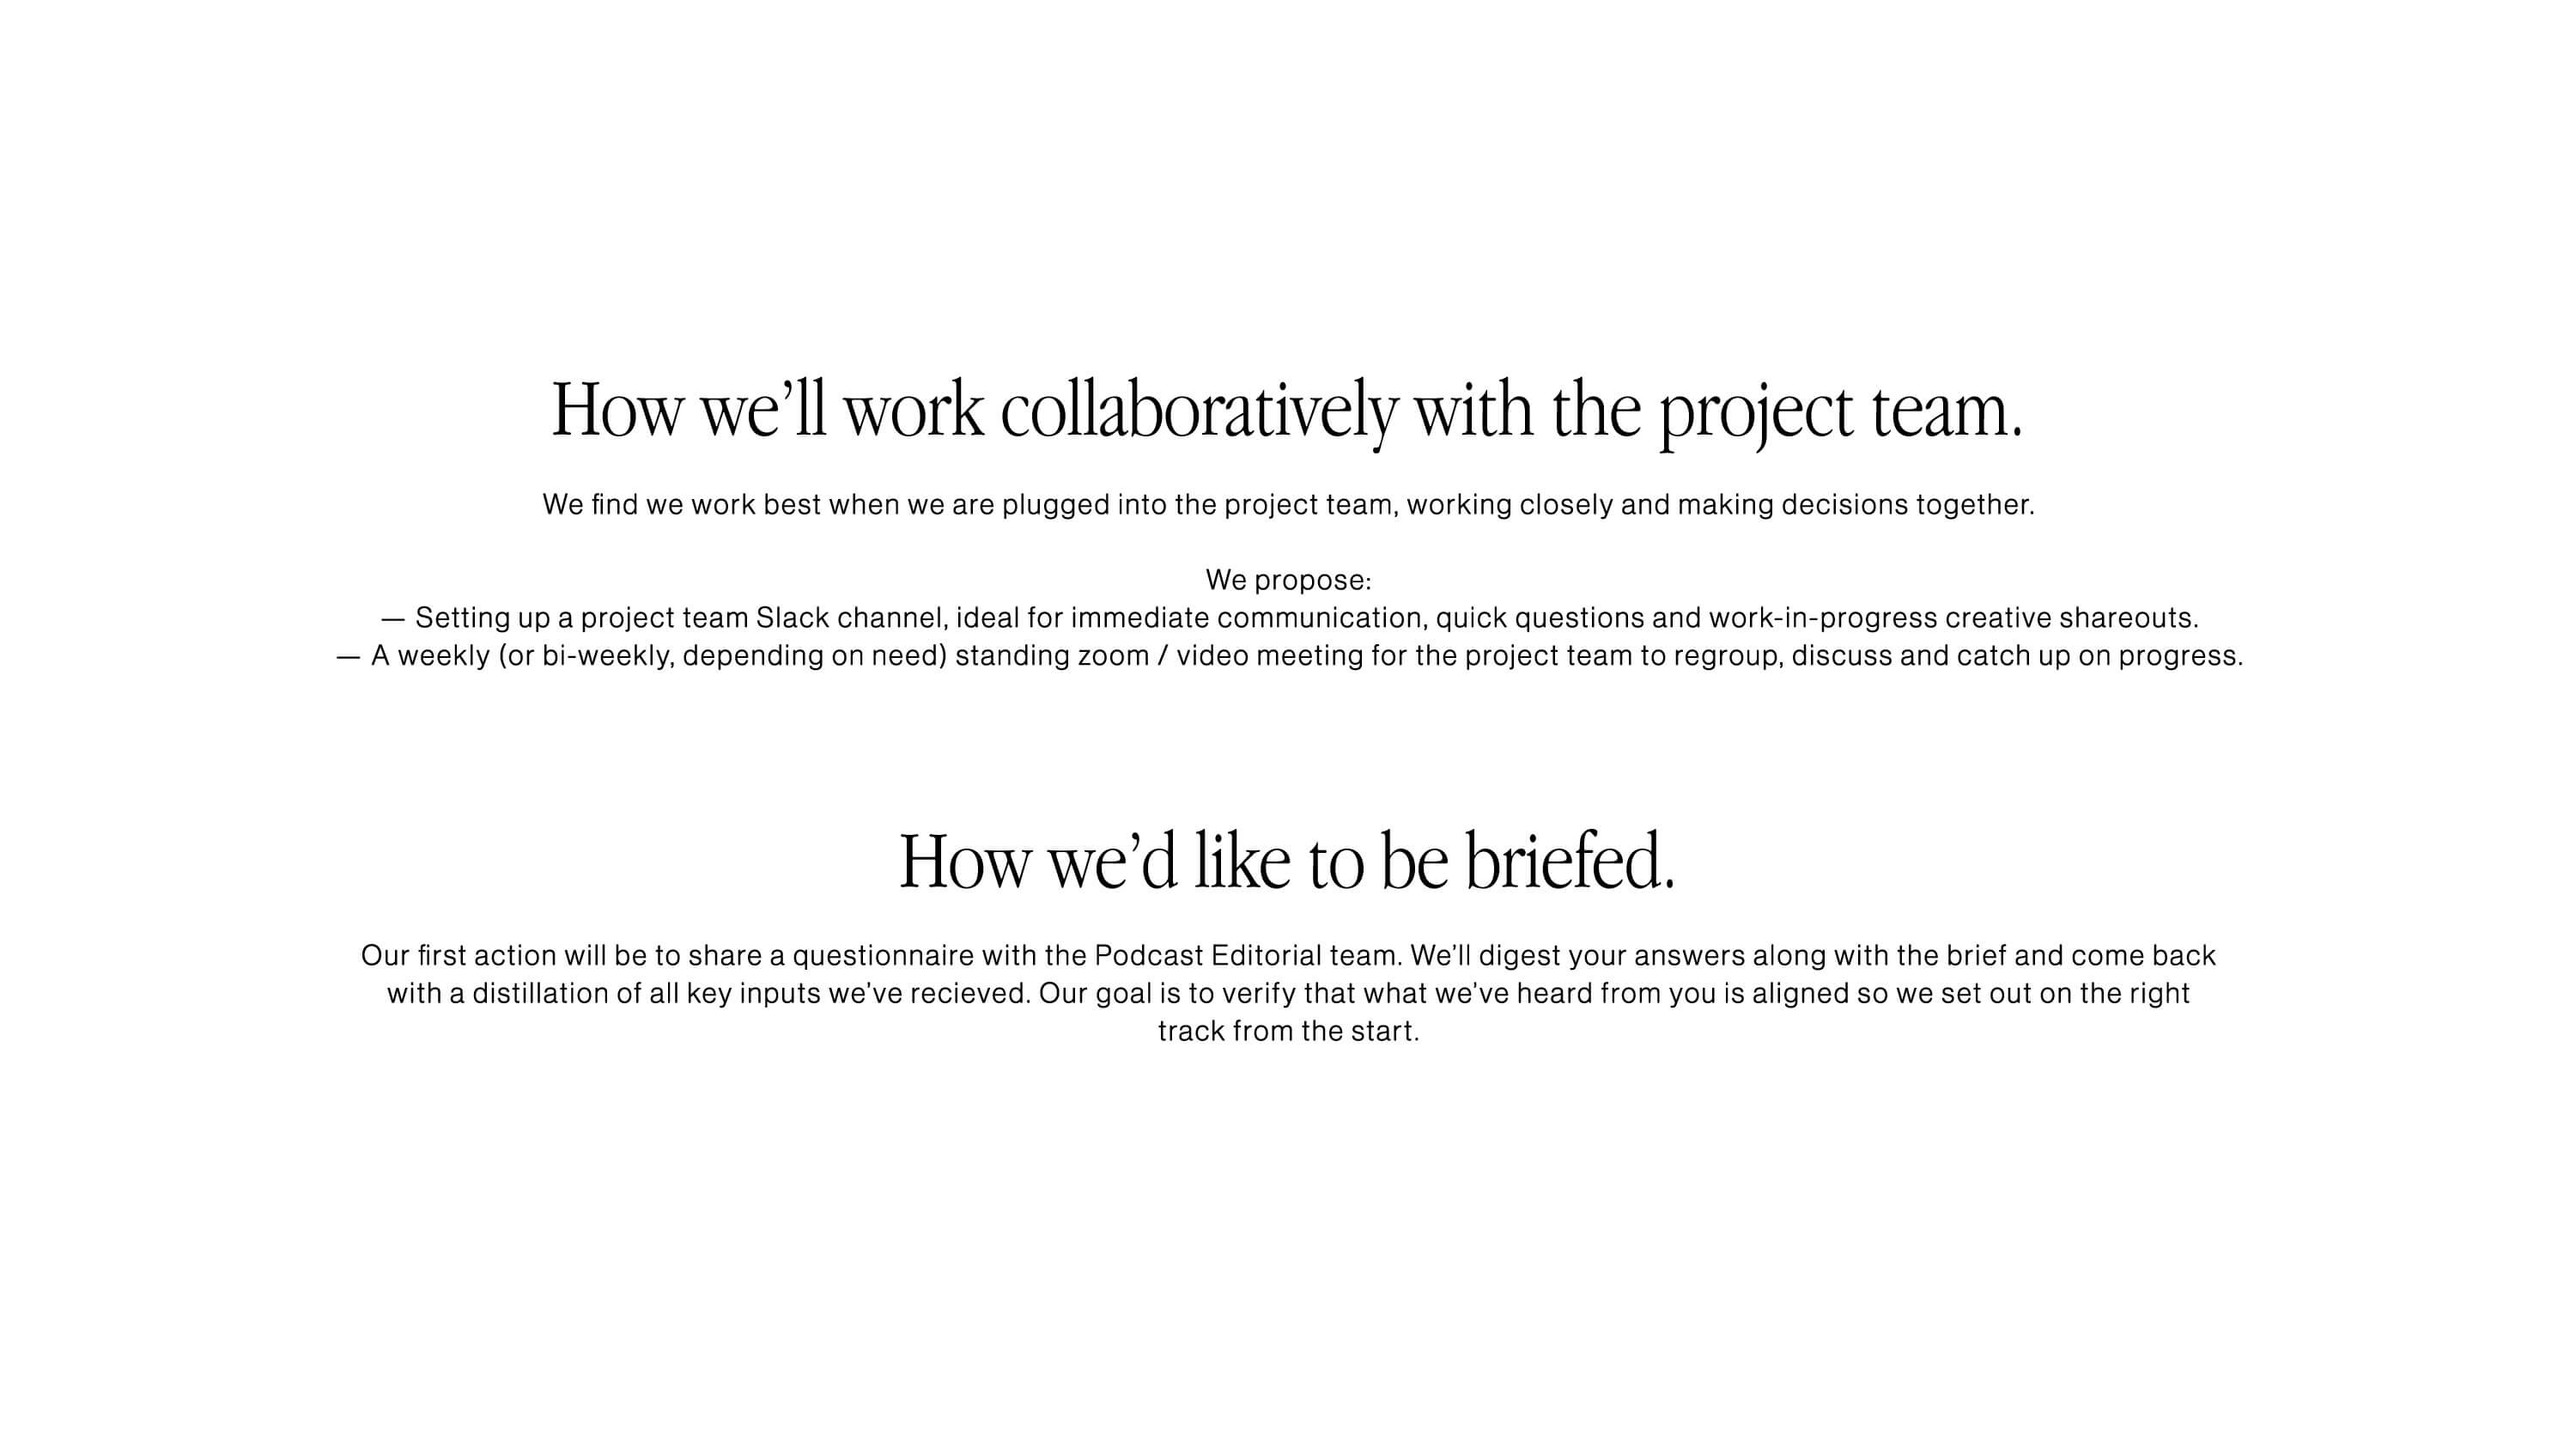 How we’ll work collaboratively with the project team.
We find we work best when we are plugged into the project team, working closely and making decisions together.
We propose:
— Setting up a project team Slack channel, ideal for immediate communication, quick questions and work-in-progress creative shareouts.
— A weekly (or bi-weekly, depending on need) standing zoom / video meeting for the project team to regroup, discuss and catch up on progress.
How we’d like to be briefed.
Our first action will be to share a questionnaire with the Podcast Editorial team. We’ll digest your answers along with the brief and come back
with a distillation of all key inputs we’ve recieved. Our goal is to verify that what we’ve heard from you is aligned so we set out on the right
track from the start.